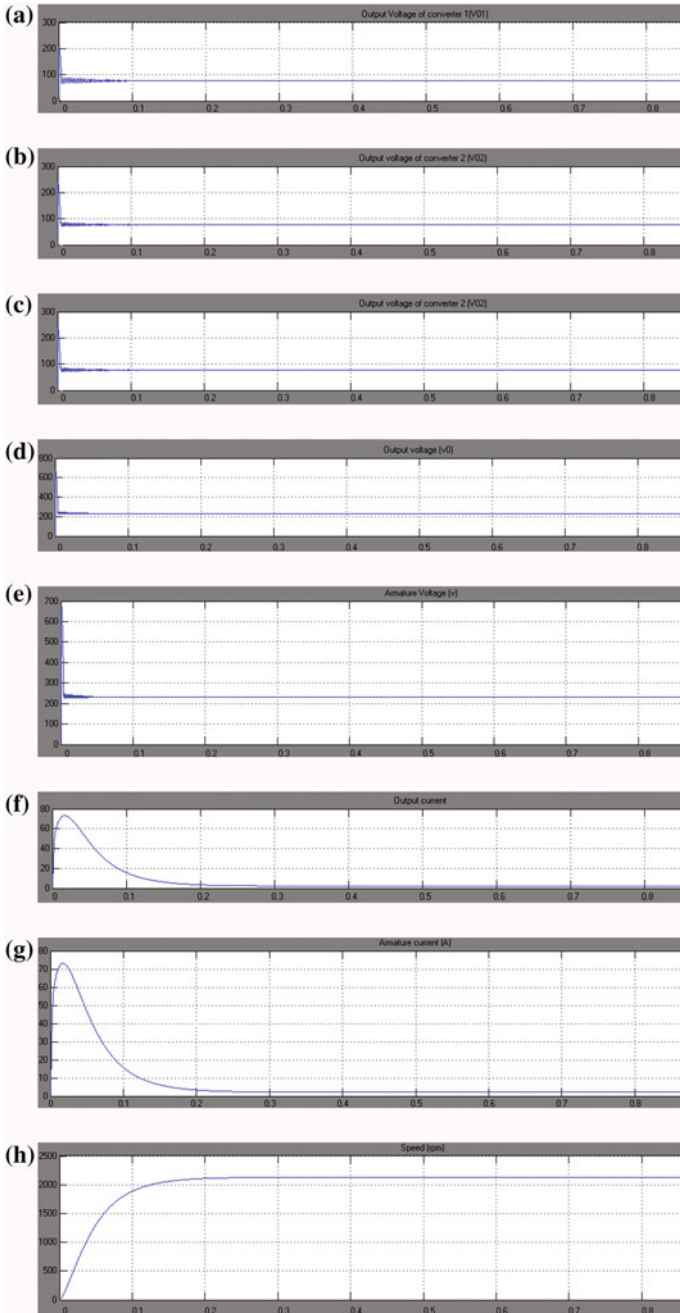 (a)
Output Voltage of converter 1(V01)
300
200
100
0
0 0.1 0.2 0.3 0.4 0.5 0.6 0.7 0.8
(b)
Output voltage of converter 2 (V02)
300
200
100
0
0 0.1 0.2 0.3 0.4 0.5 0.6 0.7 0.8
(c)
Output voltage of converter 2 (V02)
300
200
100
0
0 0.1 0.2 0.3 0.4 0.5 0.6 0.7 0.8
(d)
Output voltage (v0)
800
600
400
200
0
0 0.1 0.2 0.3 0.4 0.5 0.6 0.7 0.8
(e)
Armature Voltage (v)
700
600
500
400
300
200
100
0
0 0.1 0.2 0.3 0.4 0.5 0.6 0.7 0.8
(f)
Output current
80
60
40
20
0
0 0.1 0.2 0.3 0.4 0.5 0.6 0.7 0.8
(g)
Armature current (A)
80
70
60
50
40
30
20
10
0
0 0.1 0.2 0.3 0.4 0.5 0.6 0.7 0.8
(h)
Speed (rpm)
2500
2000
1500
1000
500
0
0 0.1 0.2 0.3 0.4 0.5 0.6 0.7 0.8